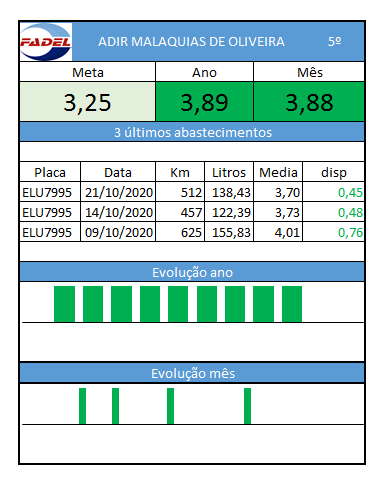 FADEL
ADIR MALAQUIAS DE OLIVEIRA 5º
Meta Ano Mês
3,25 3,89 3,88
3 últimos abastecimentos
Placa Data Km Litros Media disp
ELU7995 21/10/2020 512 138,43 3,70 0,45
ELU7995 14/10/2020 457 122,39 3,73 0,48
ELU7995 09/10/2020 625 155,83 4,01 0,76
Evolução ano
Evolução mês